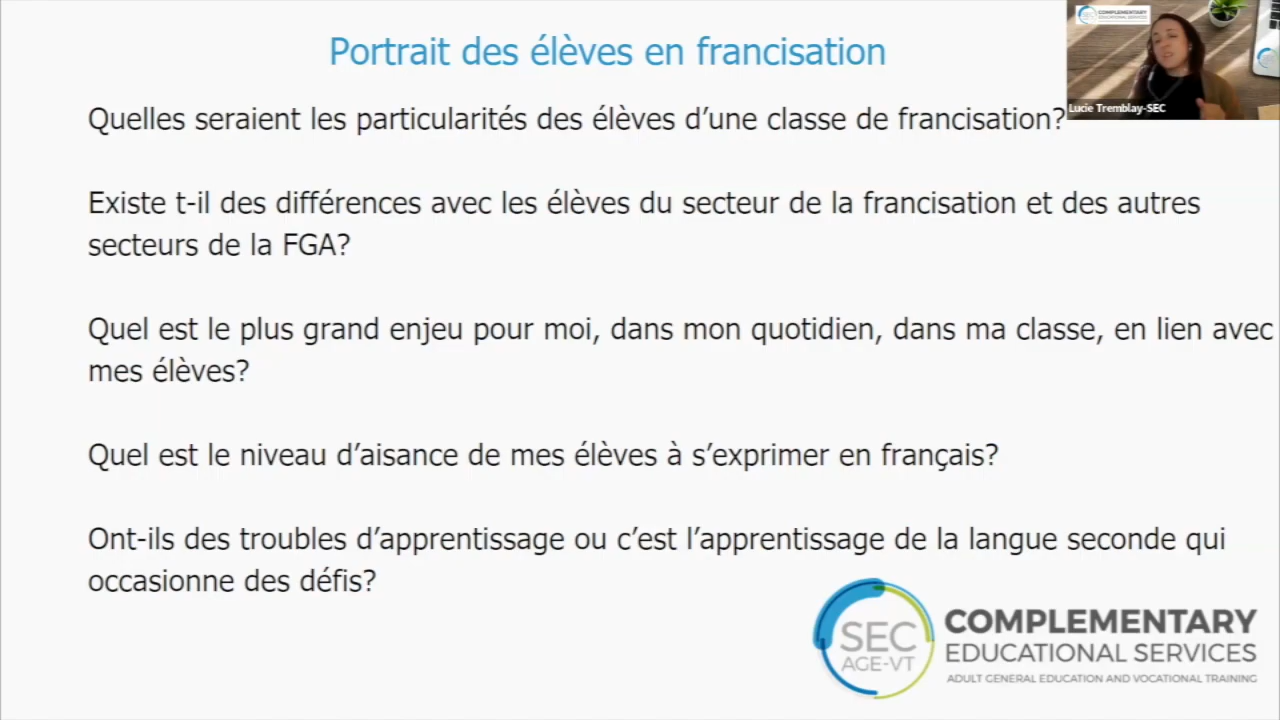 Portrait des élèves en francisation
Quelles seraient les particularités des élèves d'une classe de francisation?
Existe t-il des différences avec les élèves du secteur de la francisation et des autres
secteurs de la FGA?
Quel est le plus grand enjeu pour moi, dans mon quotidien, dans ma classe, en lien avec
mes élèves?
Quel est le niveau d'aisance de mes élèves à s'exprimer en français?
Ont-ils des troubles d'apprentissage ou c'est l'apprentissage de la langue seconde qui
occasionne des défis?
SEC
AGE-VT
COMPLEMENTARY
EDUCATIONAL SERVICES
ADULT GENERAL EDUCATION AND VOCATIONAL TRAINING
COMPLEMENTARY
EDUCATIONAL SERVICES
Lucie Tremblay-SEC